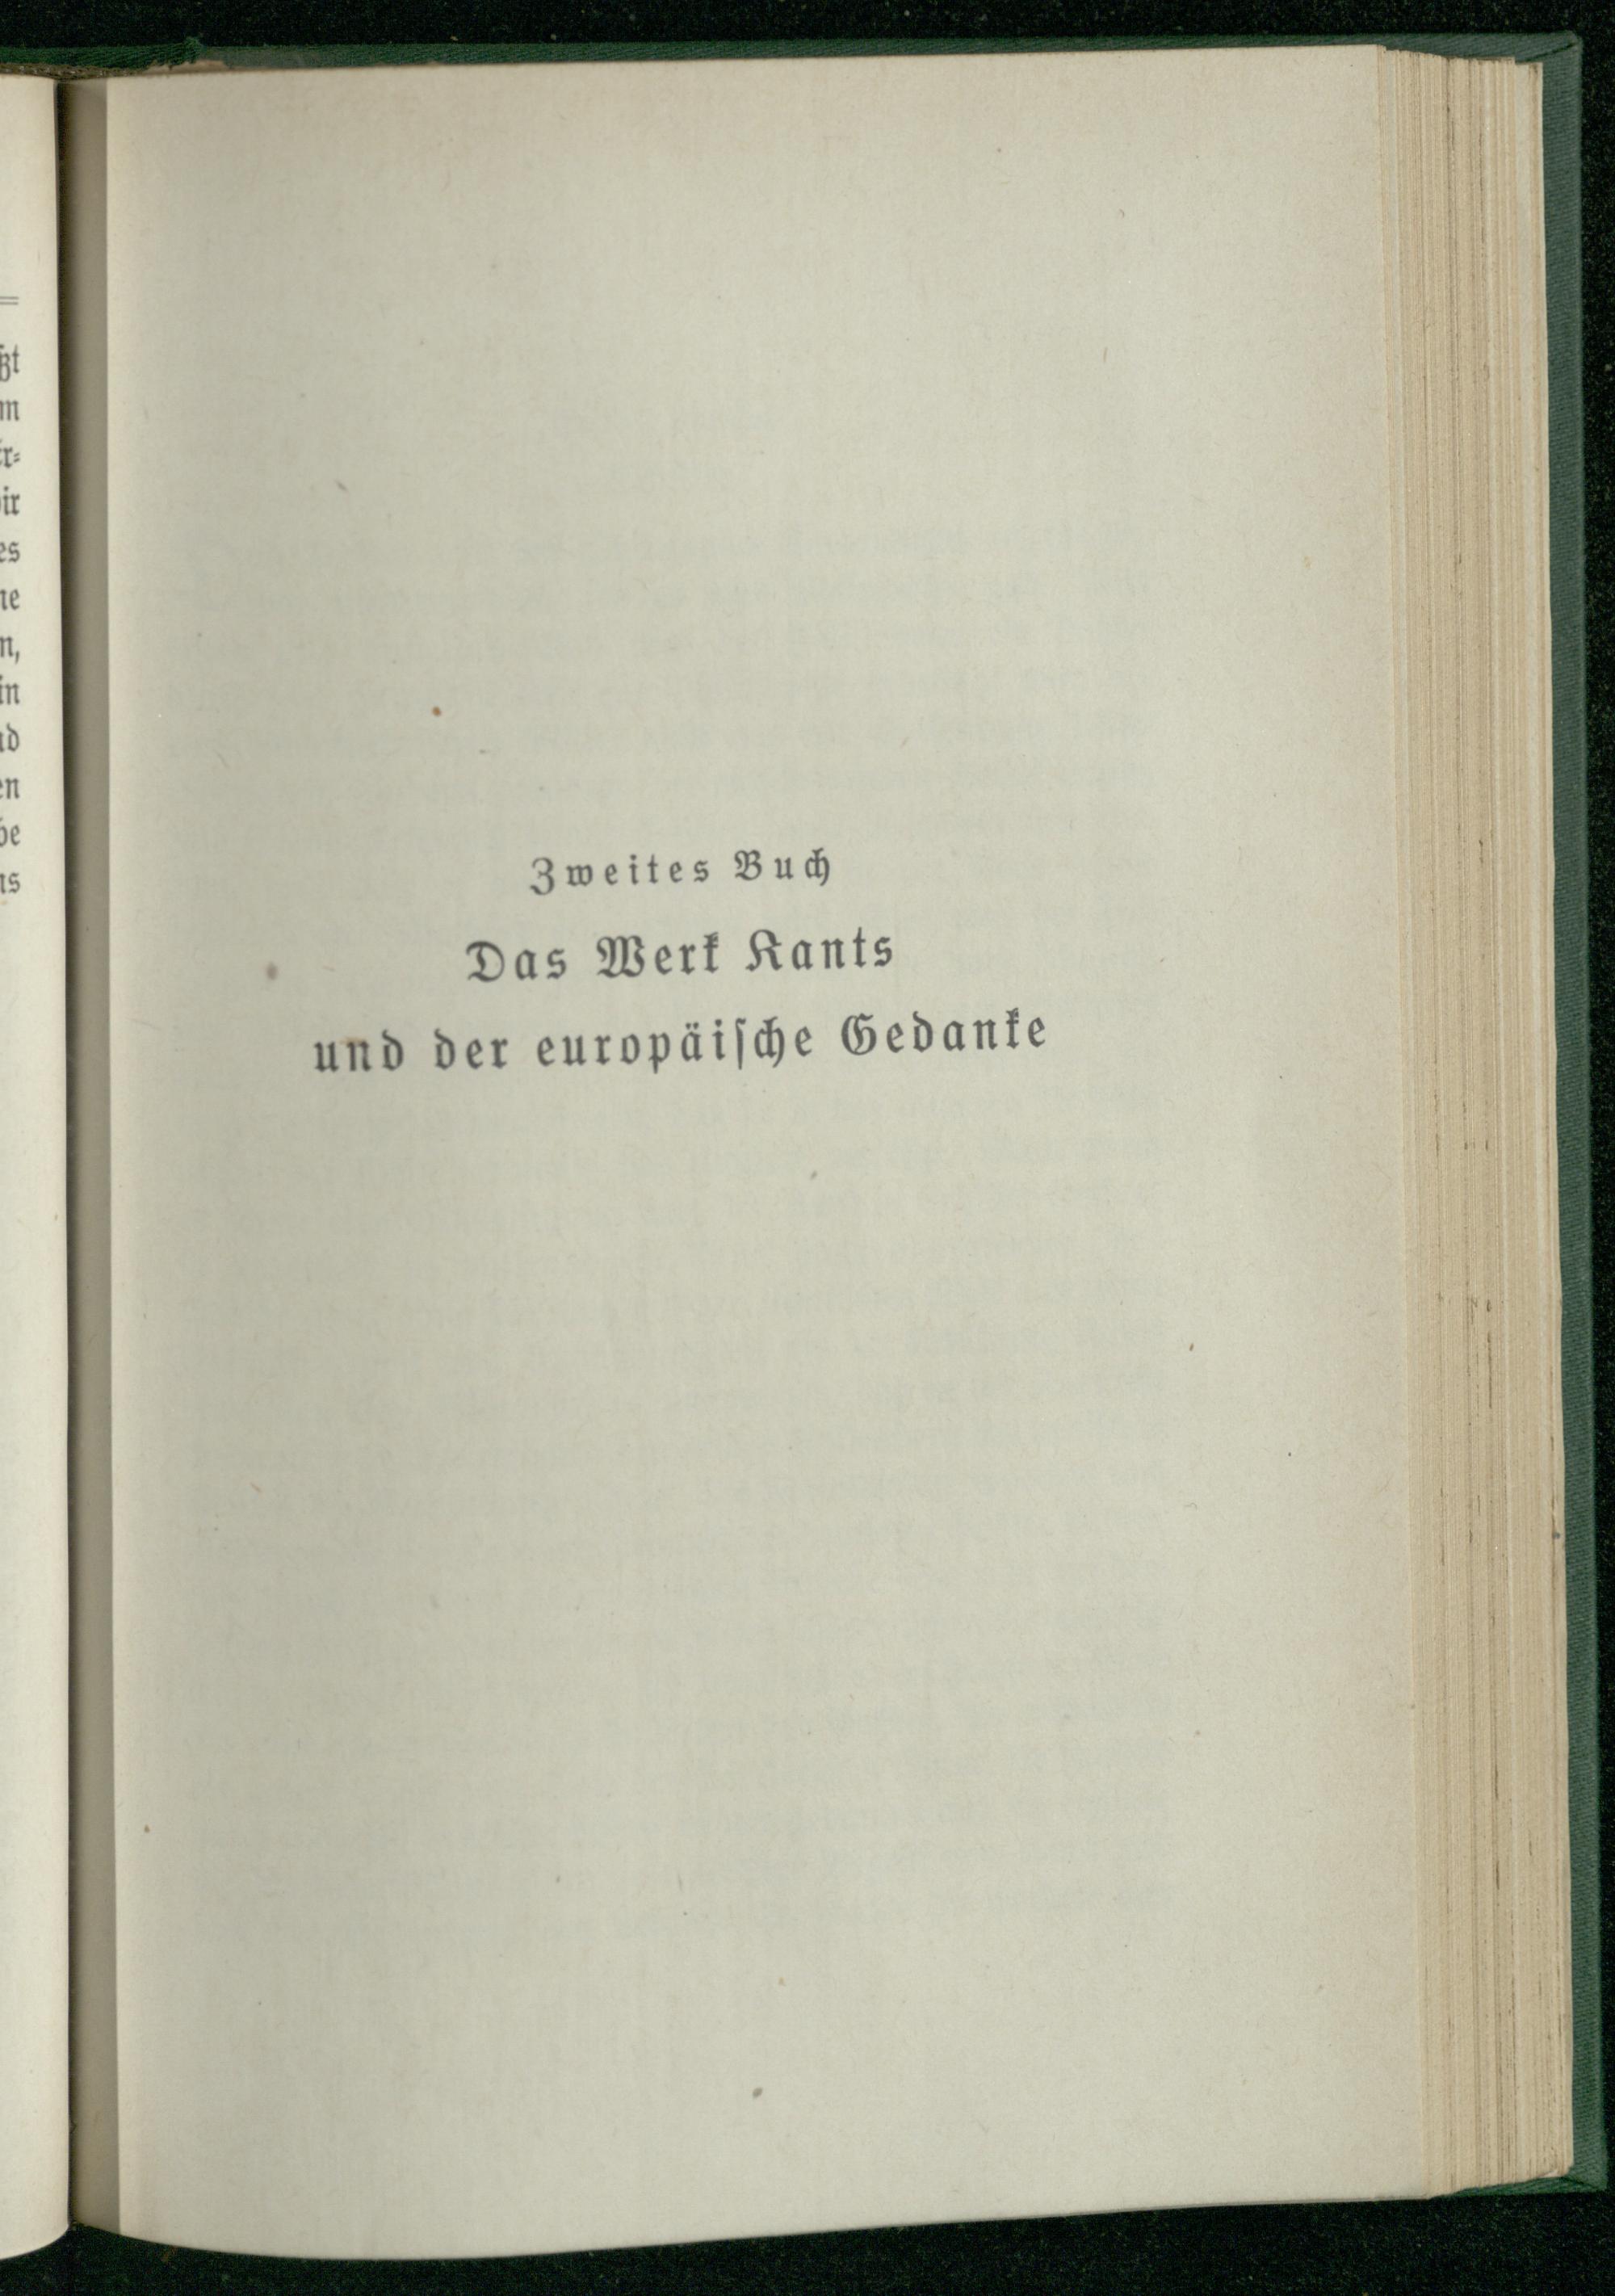 Zweites Buch
Das Werk Kants
und der europäiſche Gedanke